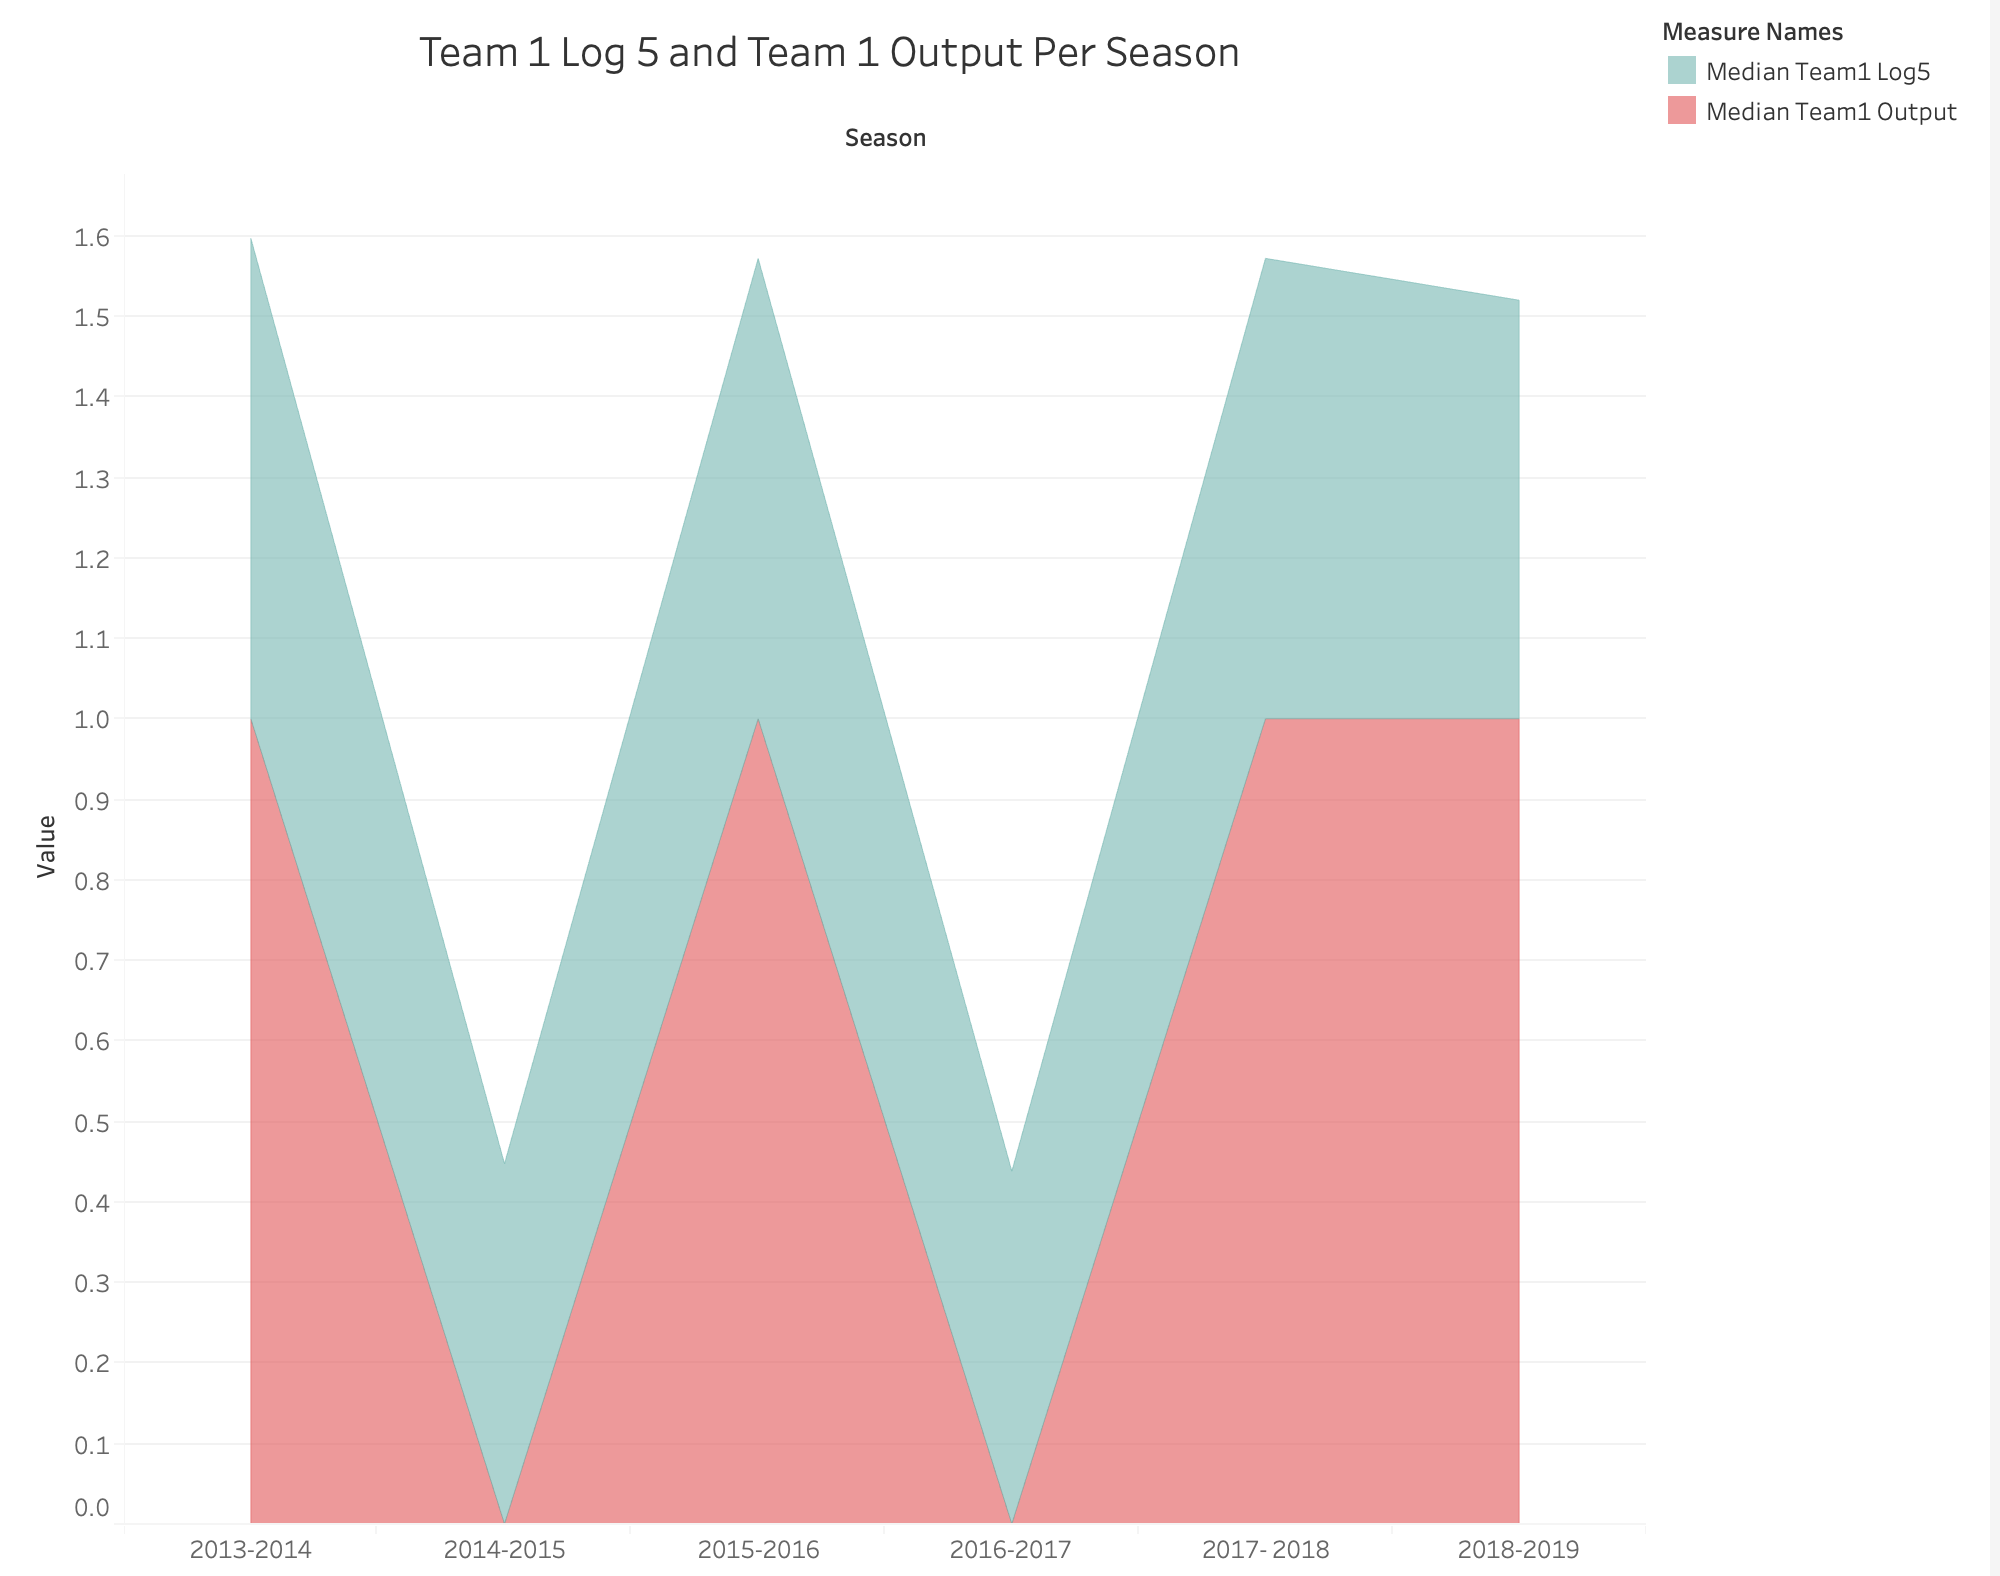 Team 1 Log 5 and Team 1 Output Per Season
Measure Names
Median Team1 Log5
Median Team1 Output
Season
1.6
1.5
1.4
1.3
1.2
1.1
1.0
0.9
0.8
0.7
0.6
0.5
0.4
0.3
0.2
0.1
0.0
Value
2013-2014 2014-2015 2015-2016 2016-2017 2017- 2018 2018-2019